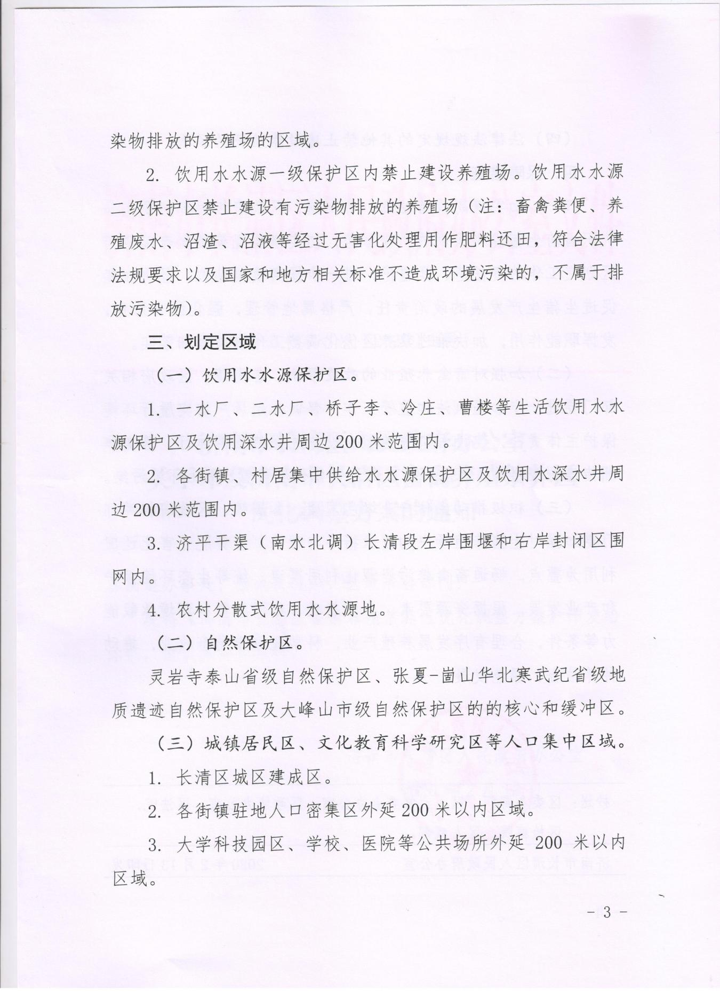 染物排放的养殖场的区域。
2. 饮用水水源一级保护区内禁止建设养殖场。饮用水水源
二级保护区禁止建设有污染物排放的养殖场（注：畜禽粪便、养
殖废水、沼渣、沼液等经过无害化处理用作肥料还田，符合法律
法规要求以及国家和地方相关标准不造成环境污染的，不属于排
放污染物）。
三、划定区域
（一）饮用水水源保护区。
1. 一水厂、二水厂、桥子李、冷庄、曹楼等生活饮用水水
源保护区及饮用深水井周边 200 米范围内。
2. 各街镇、村居集中供给水水源保护区及饮用水深水井周
边 200 米范围内。
3. 济平干渠（南水北调）长清段左岸围堰和右岸封闭区围
网内。
4. 农村分散式饮用水水源地。
（二）自然保护区。
灵岩寺泰山省级自然保护区、张夏-崮山华北寒武纪省级地
质遗迹自然保护区及大峰山市级自然保护区的的核心和缓冲区。
（三）城镇居民区、文化教育科学研究区等人口集中区域。
1. 长清区城区建成区。
2. 各街镇驻地人口密集区外延 200 米以内区域。
3. 大学科技园区、学校、医院等公共场所外延 200 米以内
区域。
- 3 -